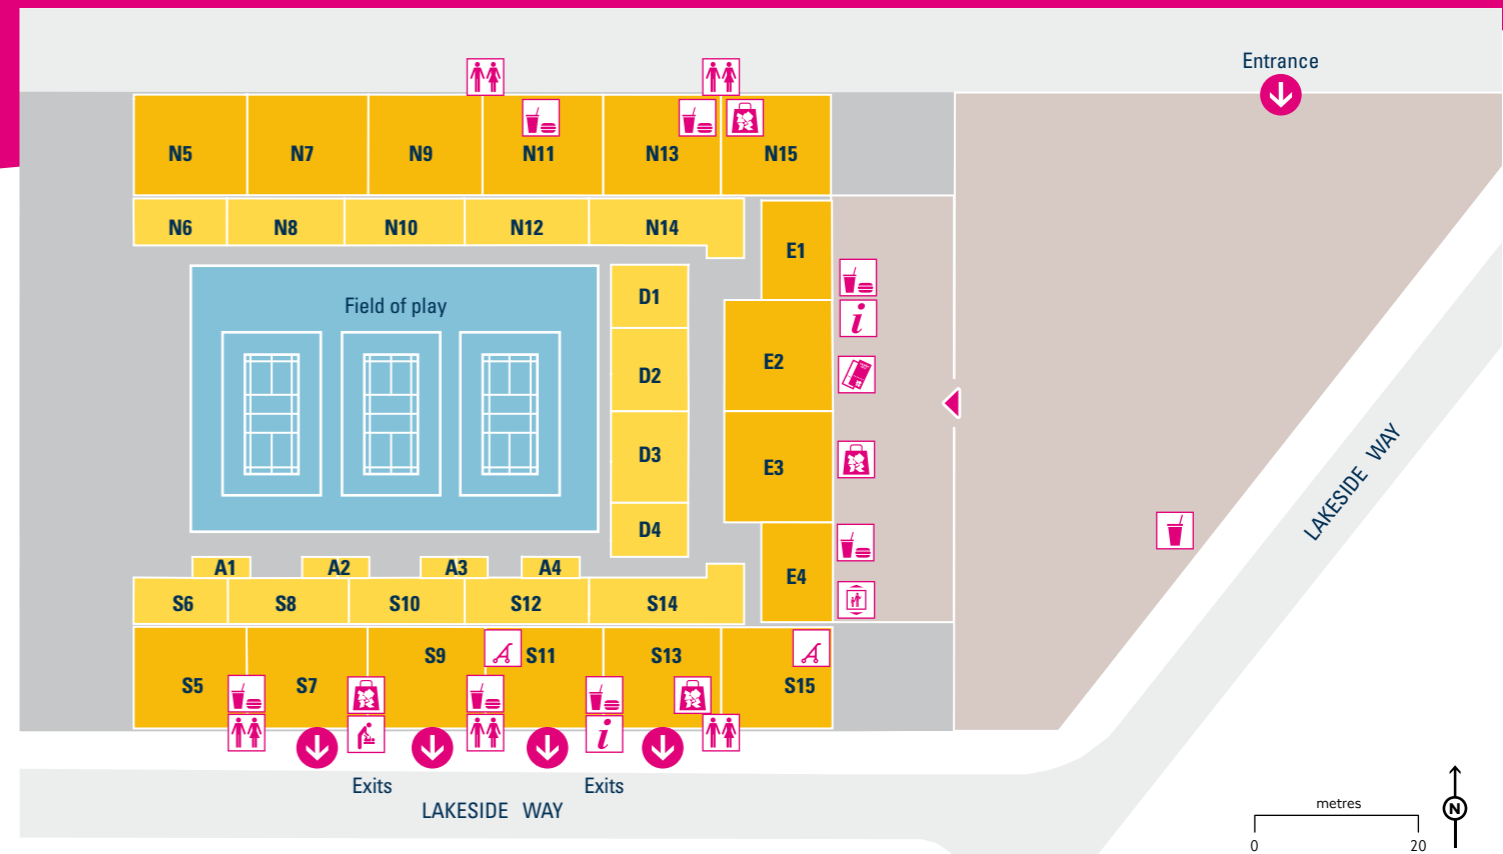 Entrance
N5 N7 N9 N11 N13 N15
N6 N8 N10 N12 N14
E1
D1
Field of play
i
E2
D2
LAKESIDE WAY
D3
E3
D4
A1 A2 A3 A4
E4
S6 S8 S10 S12 S14
S9 S11 S13
S5 S7 S15
i
Exits Exits
LAKESIDE WAY
metres
N
0 20